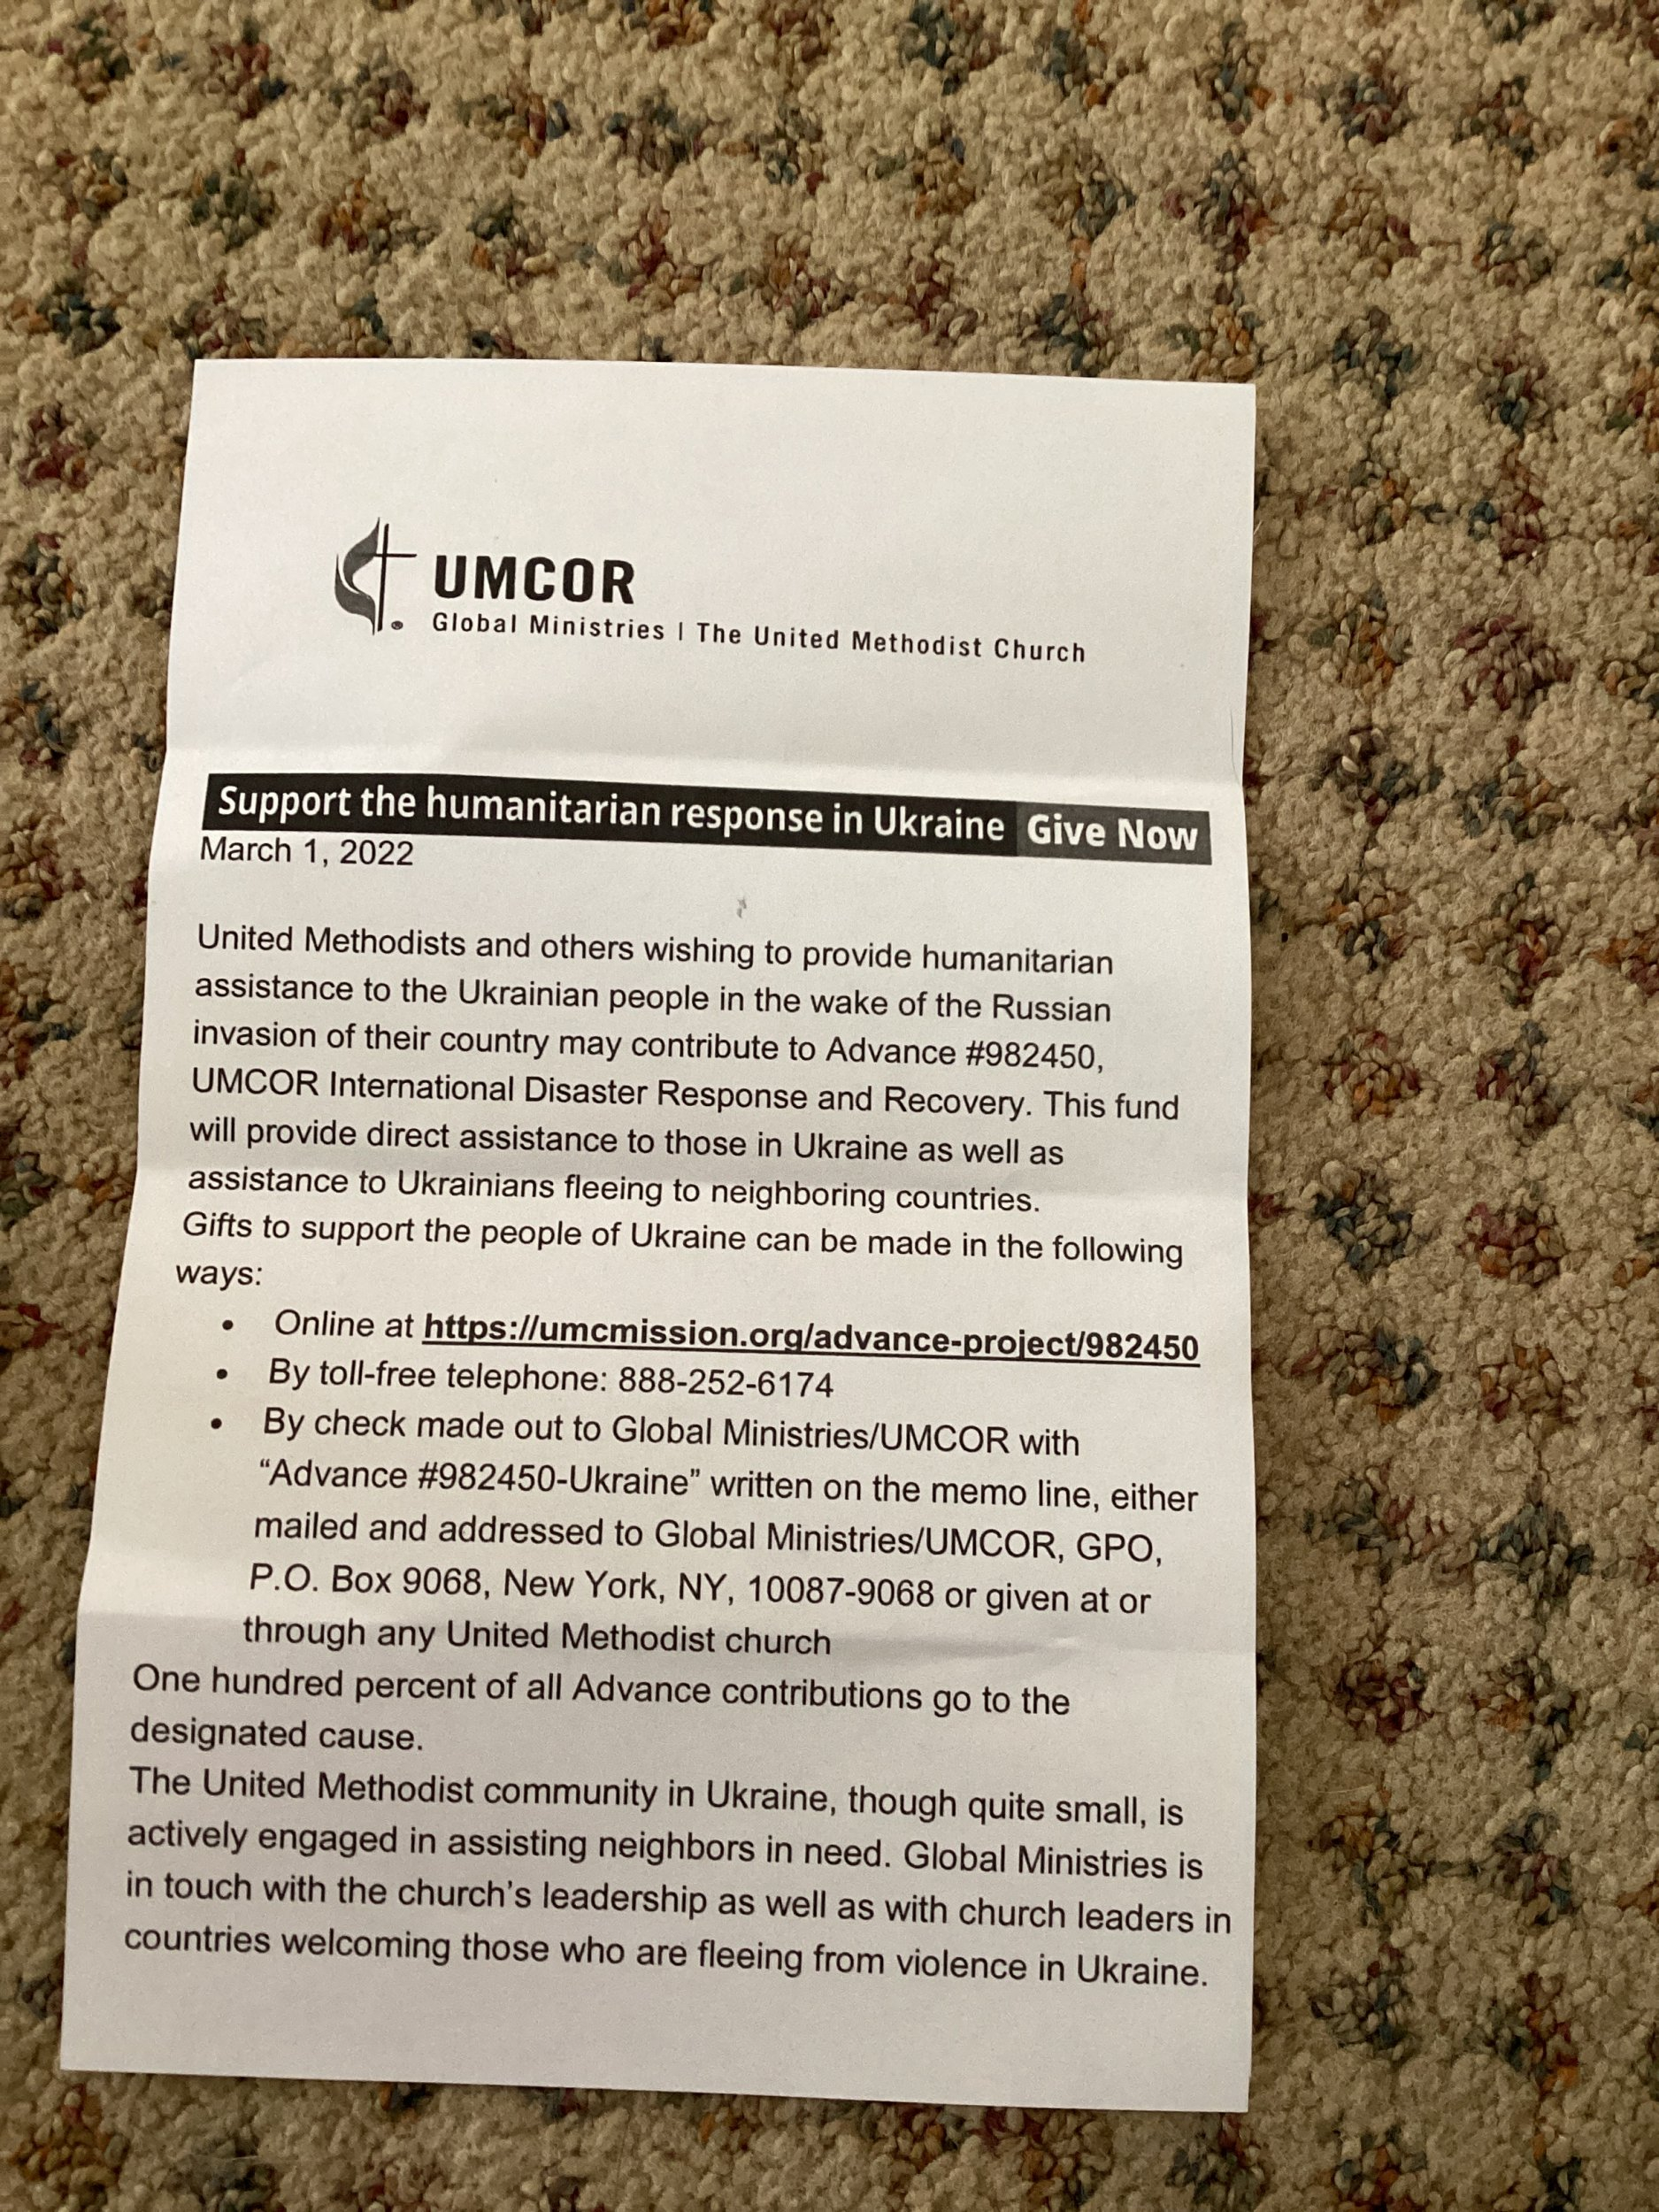 UMCOR
Global Ministries | The United Methodist Church
Support the humanitarian response in Ukraine Give Now
March 1, 2022
United Methodists and others wishing to provide humanitarian
assistance to the Ukrainian people in the wake of the Russian
invasion of their country may contribute to Advance #982450,
UMCOR International Disaster Response and Recovery. This fund
will provide direct assistance to those in Ukraine as well as
assistance to Ukrainians fleeing to neighboring countries.
Gifts to support the people of Ukraine can be made in the following
ways:
• Online at https://umcmission.org/advance-project/982450
• By toll-free telephone: 888-252-6174
• By check made out to Global Ministries/UMCOR with
“Advance #982450-Ukraine” written on the memo line, either
mailed and addressed to Global Ministries/UMCOR, GPO,
P.O. Box 9068, New York, NY, 10087-9068 or given at or
through any United Methodist church
One hundred percent of all Advance contributions go to the
designated cause.
The United Methodist community in Ukraine, though quite small, is
actively engaged in assisting neighbors in need. Global Ministries is
in touch with the church’s leadership as well as with church leaders in
countries welcoming those who are fleeing from violence in Ukraine.